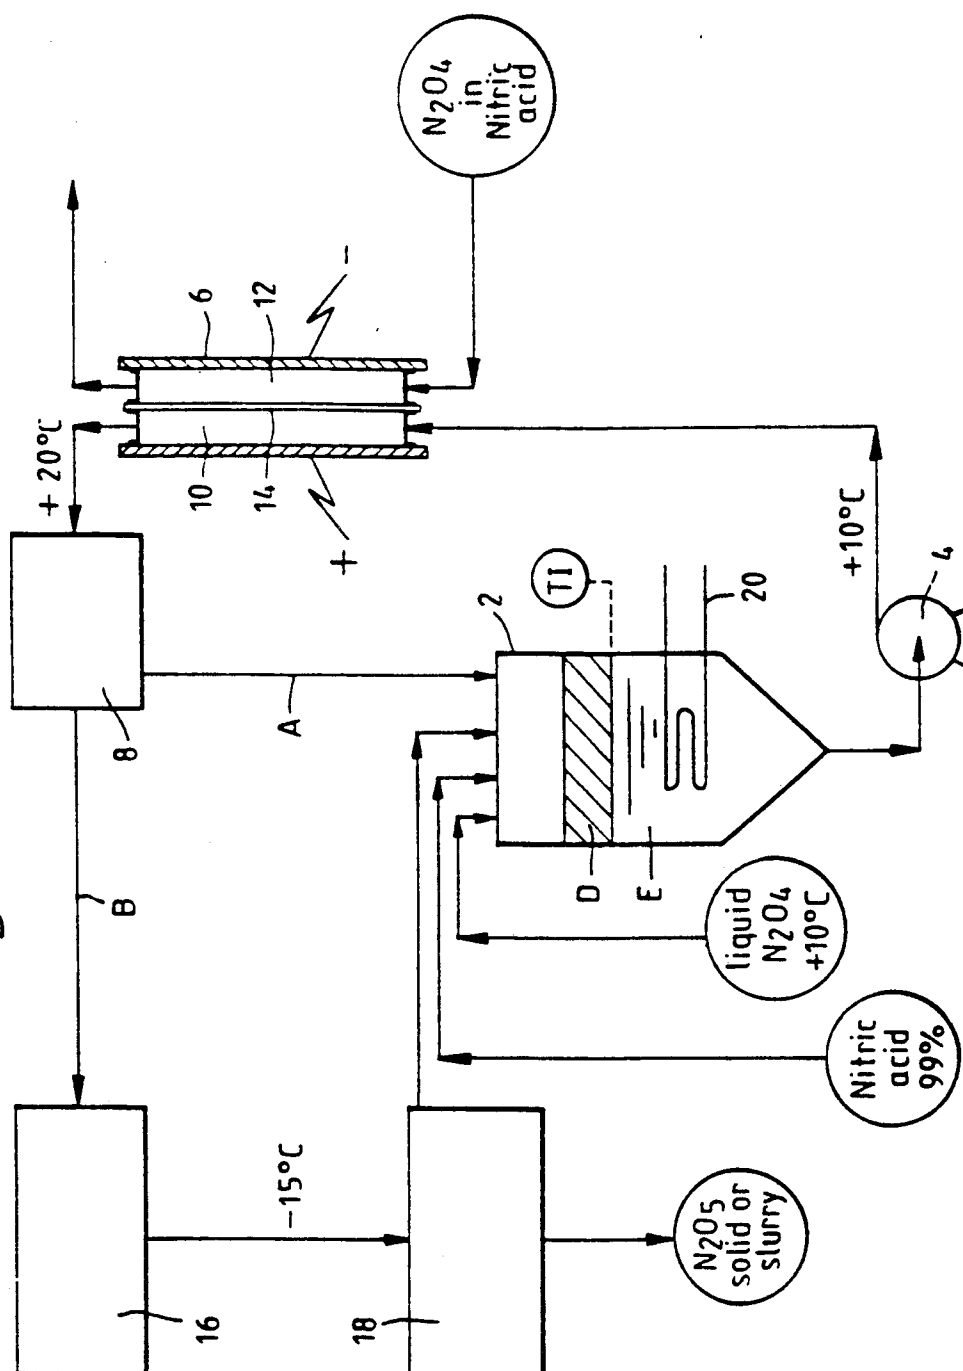 N2O4
in
Nitric
acid
6
12
−
+ 20°C
10
14
+
8
A
B
2
TI
20
+10°C
4
D
E
liquid
N2O4
+10°C
Nitric
acid
99%
−15°C
16
18
N2O5
solid or
slurry